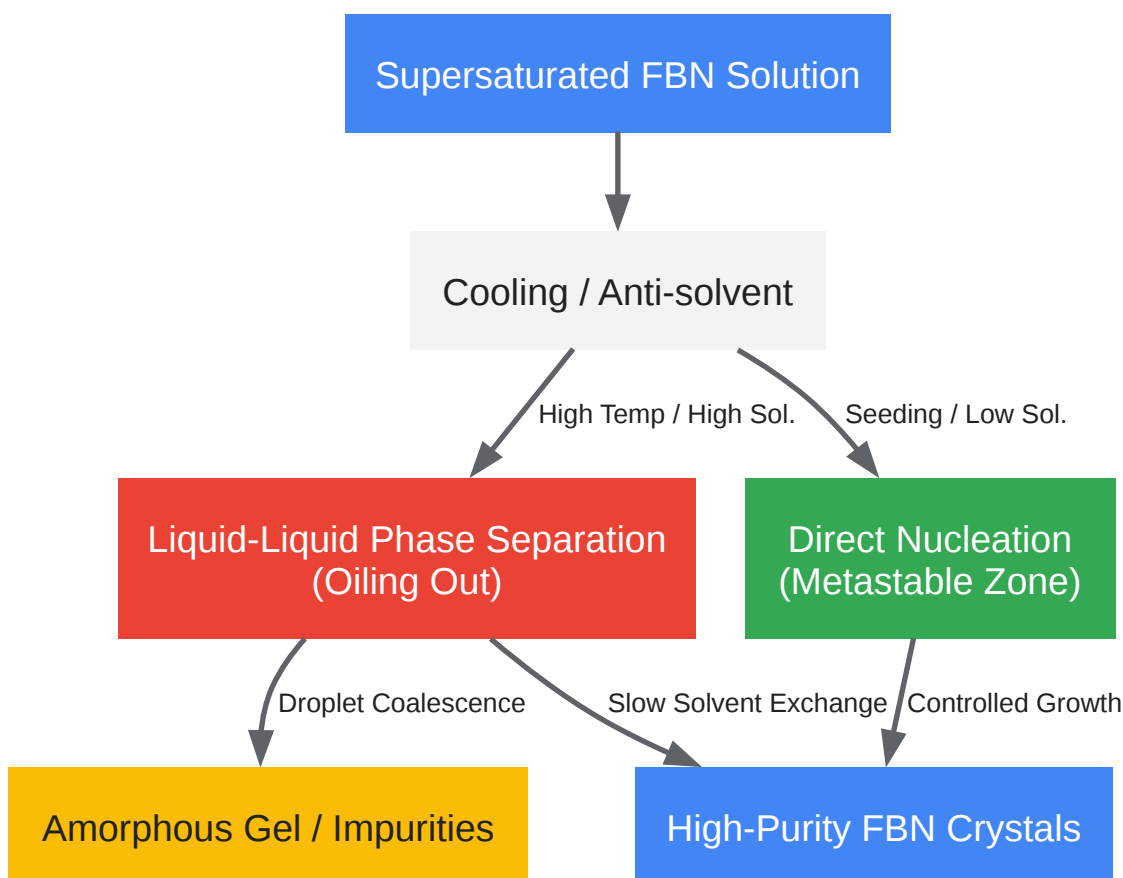 Supersaturated FBN Solution
Cooling / Anti-solvent
High Temp / High Sol.
Seeding / Low Sol.
Liquid-Liquid Phase Separation
(Oiling Out)
Direct Nucleation
(Metastable Zone)
Droplet Coalescence
Slow Solvent Exchange
Controlled Growth
Amorphous Gel / Impurities
High-Purity FBN Crystals